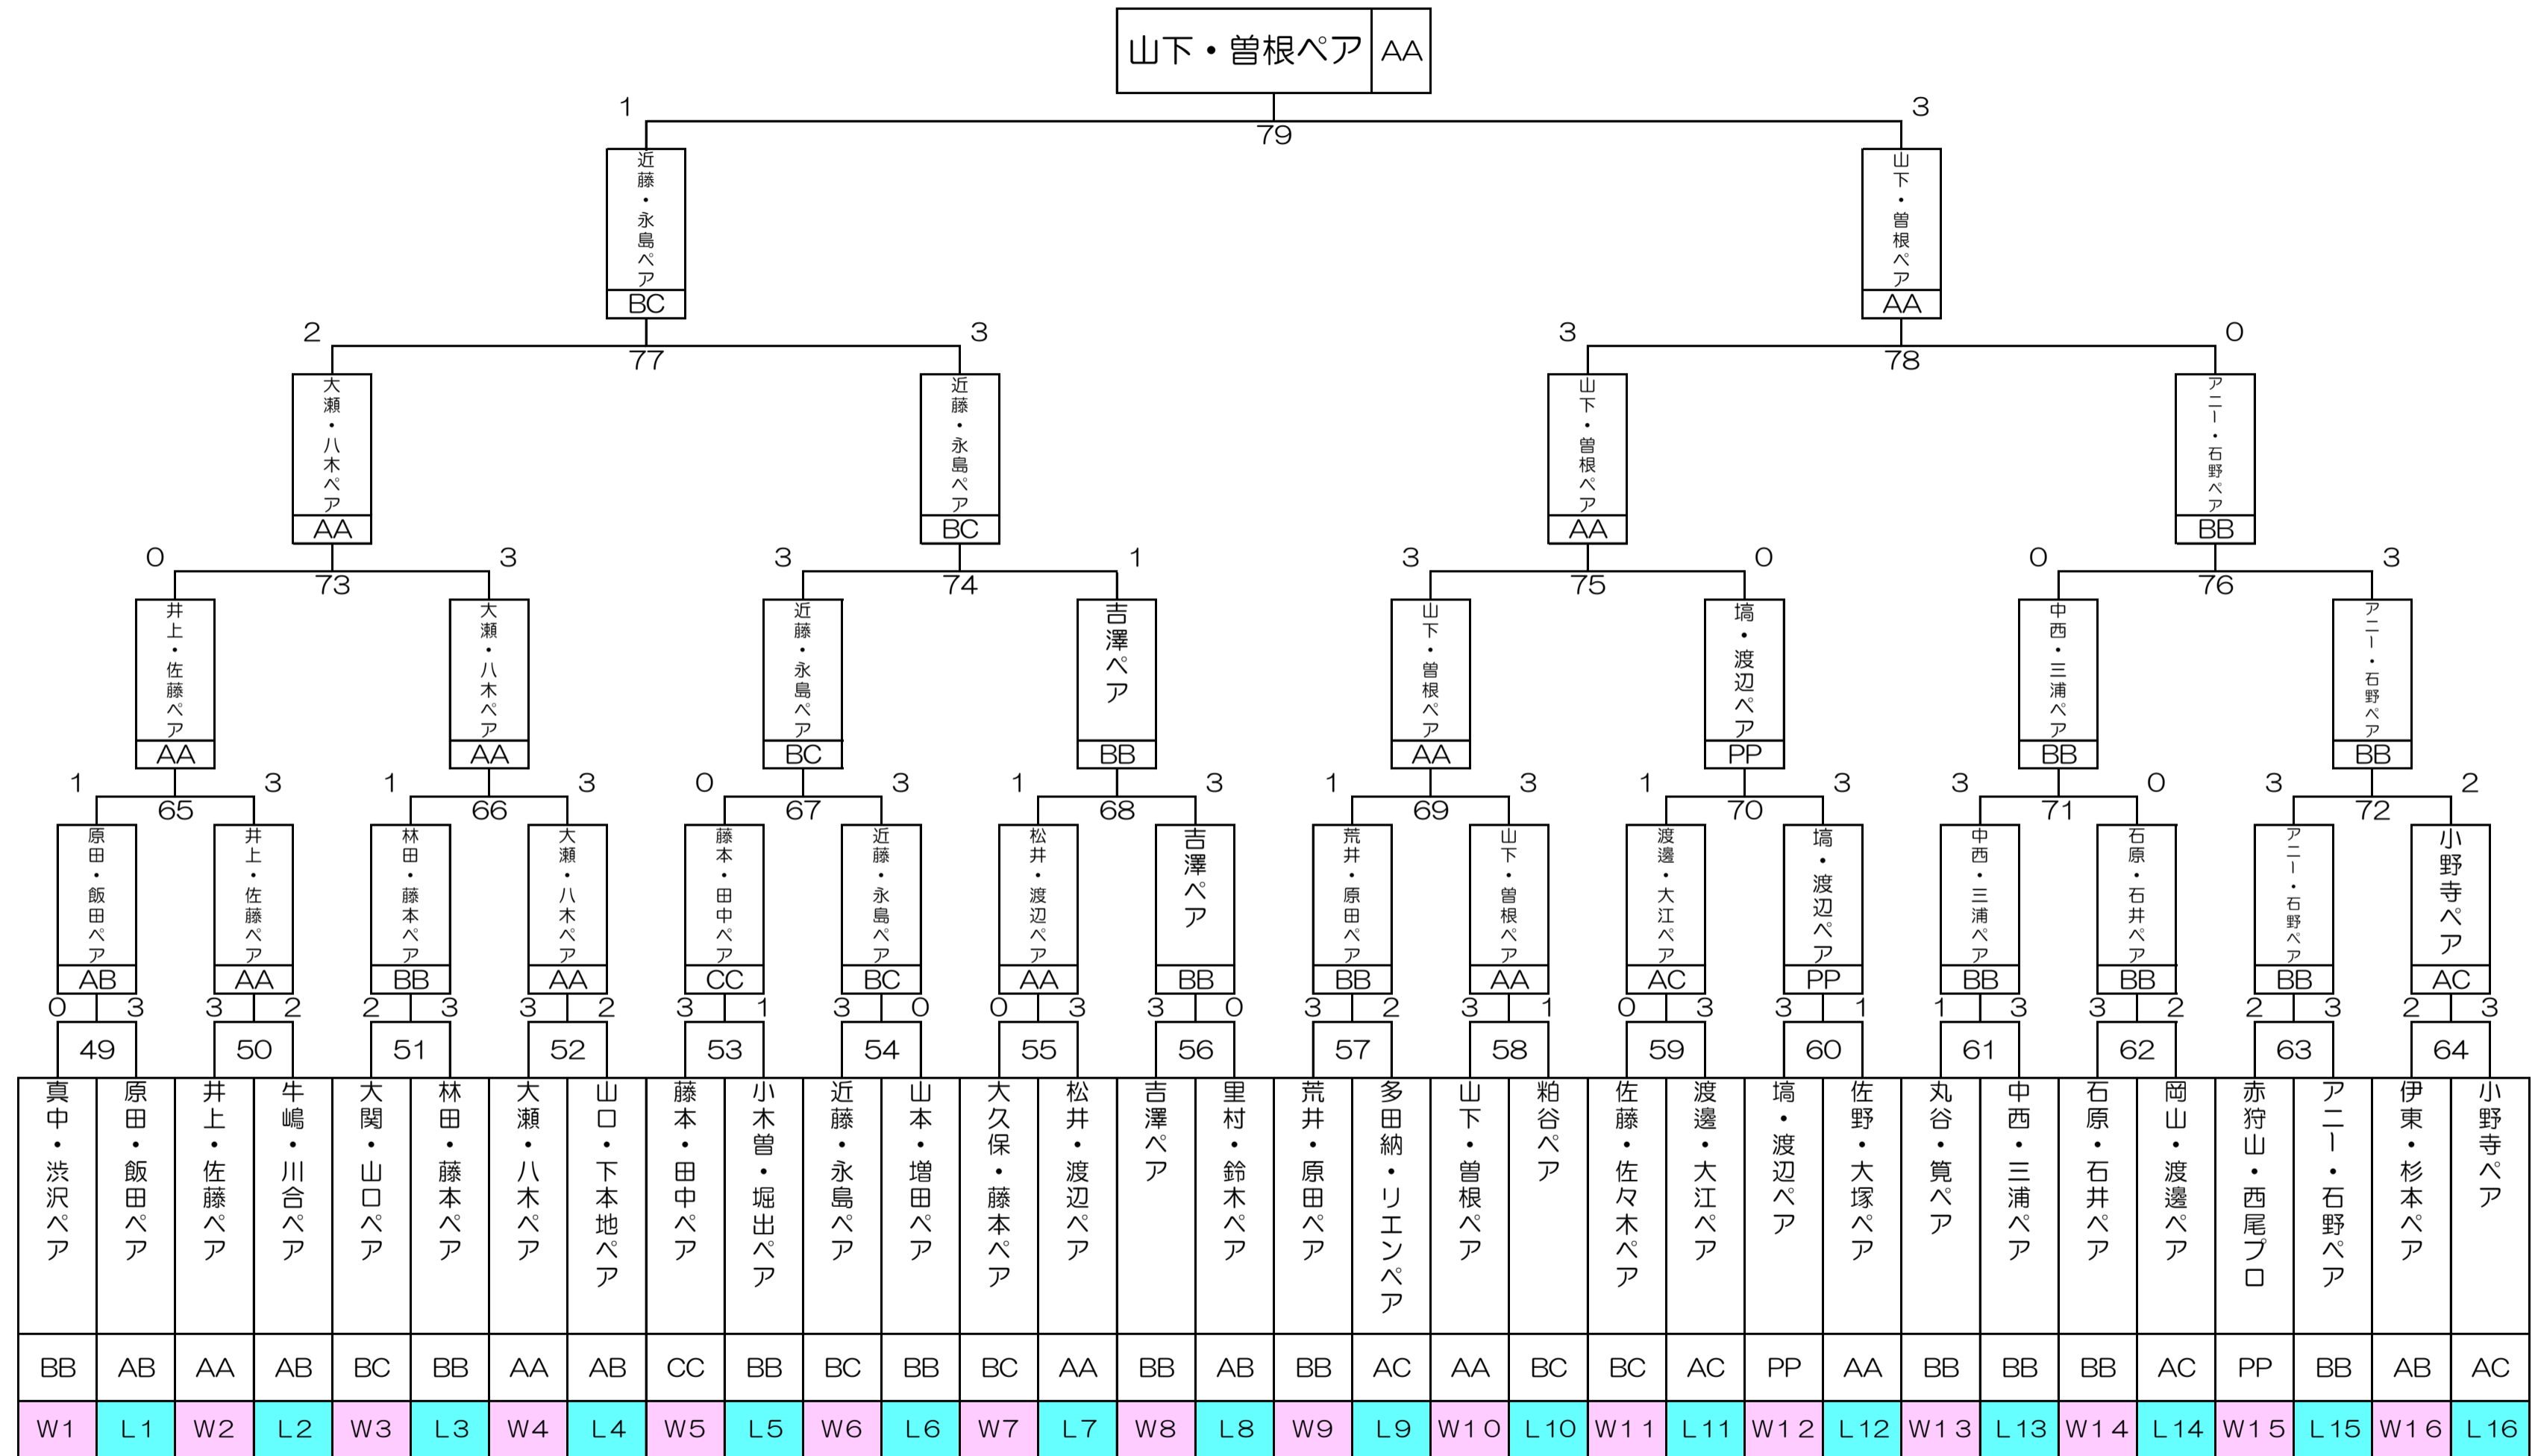 山下・曽根ペア AA
1 3
79
近藤・永島ペア 山下・曽根ペア
BC AA
2 3 3 0
77 78
大瀬・八木ペア 近藤・永島ペア 山下・曽根ペア アニー・石野ペア
AA BC AA BB
0 3 3 1 3 0 0 3
73 74 75 76
井上・佐藤ペア 大瀬・八木ペア 近藤・永島ペア 吉澤ペア 山下・曽根ペア 塙・渡辺ペア 中西・三浦ペア アニー・石野ペア
AA AA BC BB AA PP BB BB
1 3 1 3 0 3 1 3 1 3 1 3 3 0 3 2
65 66 67 68 69 70 71 72
原田・飯田ペア 井上・佐藤ペア 林田・藤本ペア 大瀬・八木ペア 藤本・田中ペア 近藤・永島ペア 松井・渡辺ペア 吉澤ペア 荒井・原田ペア 山下・曽根ペア 渡邊・大江ペア 塙・渡辺ペア 中西・三浦ペア 石原・石井ペア アニー・石野ペア 小野寺ペア
AB AA BB AA CC BC AA BB BB AA AC PP BB BB BB AC
0 3 3 2 2 3 3 2 3 1 3 0 0 3 3 0 3 2 3 1 0 3 3 1 1 3 3 2 2 3 2 3
49 50 51 52 53 54 55 56 57 58 59 60 61 62 63 64
真中・渋沢ペア 原田・飯田ペア 井上・佐藤ペア 牛嶋・川合ペア 大関・山口ペア 林田・藤本ペア 大瀬・八木ペア 山口・下本地ペア 藤本・田中ペア 小木曽・堀出ペア 近藤・永島ペア 山本・増田ペア 大久保・藤本ペア 松井・渡辺ペア 吉澤ペア 里村・鈴木ペア 荒井・原田ペア 多田納・リエンペア 山下・曽根ペア 粕谷ペア 佐藤・佐々木ペア 渡邊・大江ペア 塙・渡辺ペア 佐野・大塚ペア 丸谷・筧ペア 中西・三浦ペア 石原・石井ペア 岡山・渡邊ペア 赤狩山・西尾プロ アニー・石野ペア 伊東・杉本ペア 小野寺ペア
BB AB AA AB BC BB AA AB CC BB BC BB BC AA BB AB BB AC AA BC BC AC PP AA BB BB BB AC PP BB AB AC
W1 L1 W2 L2 W3 L3 W4 L4 W5 L5 W6 L6 W7 L7 W8 L8 W9 L9 W10 L10 W11 L11 W12 L12 W13 L13 W14 L14 W15 L15 W16 L16